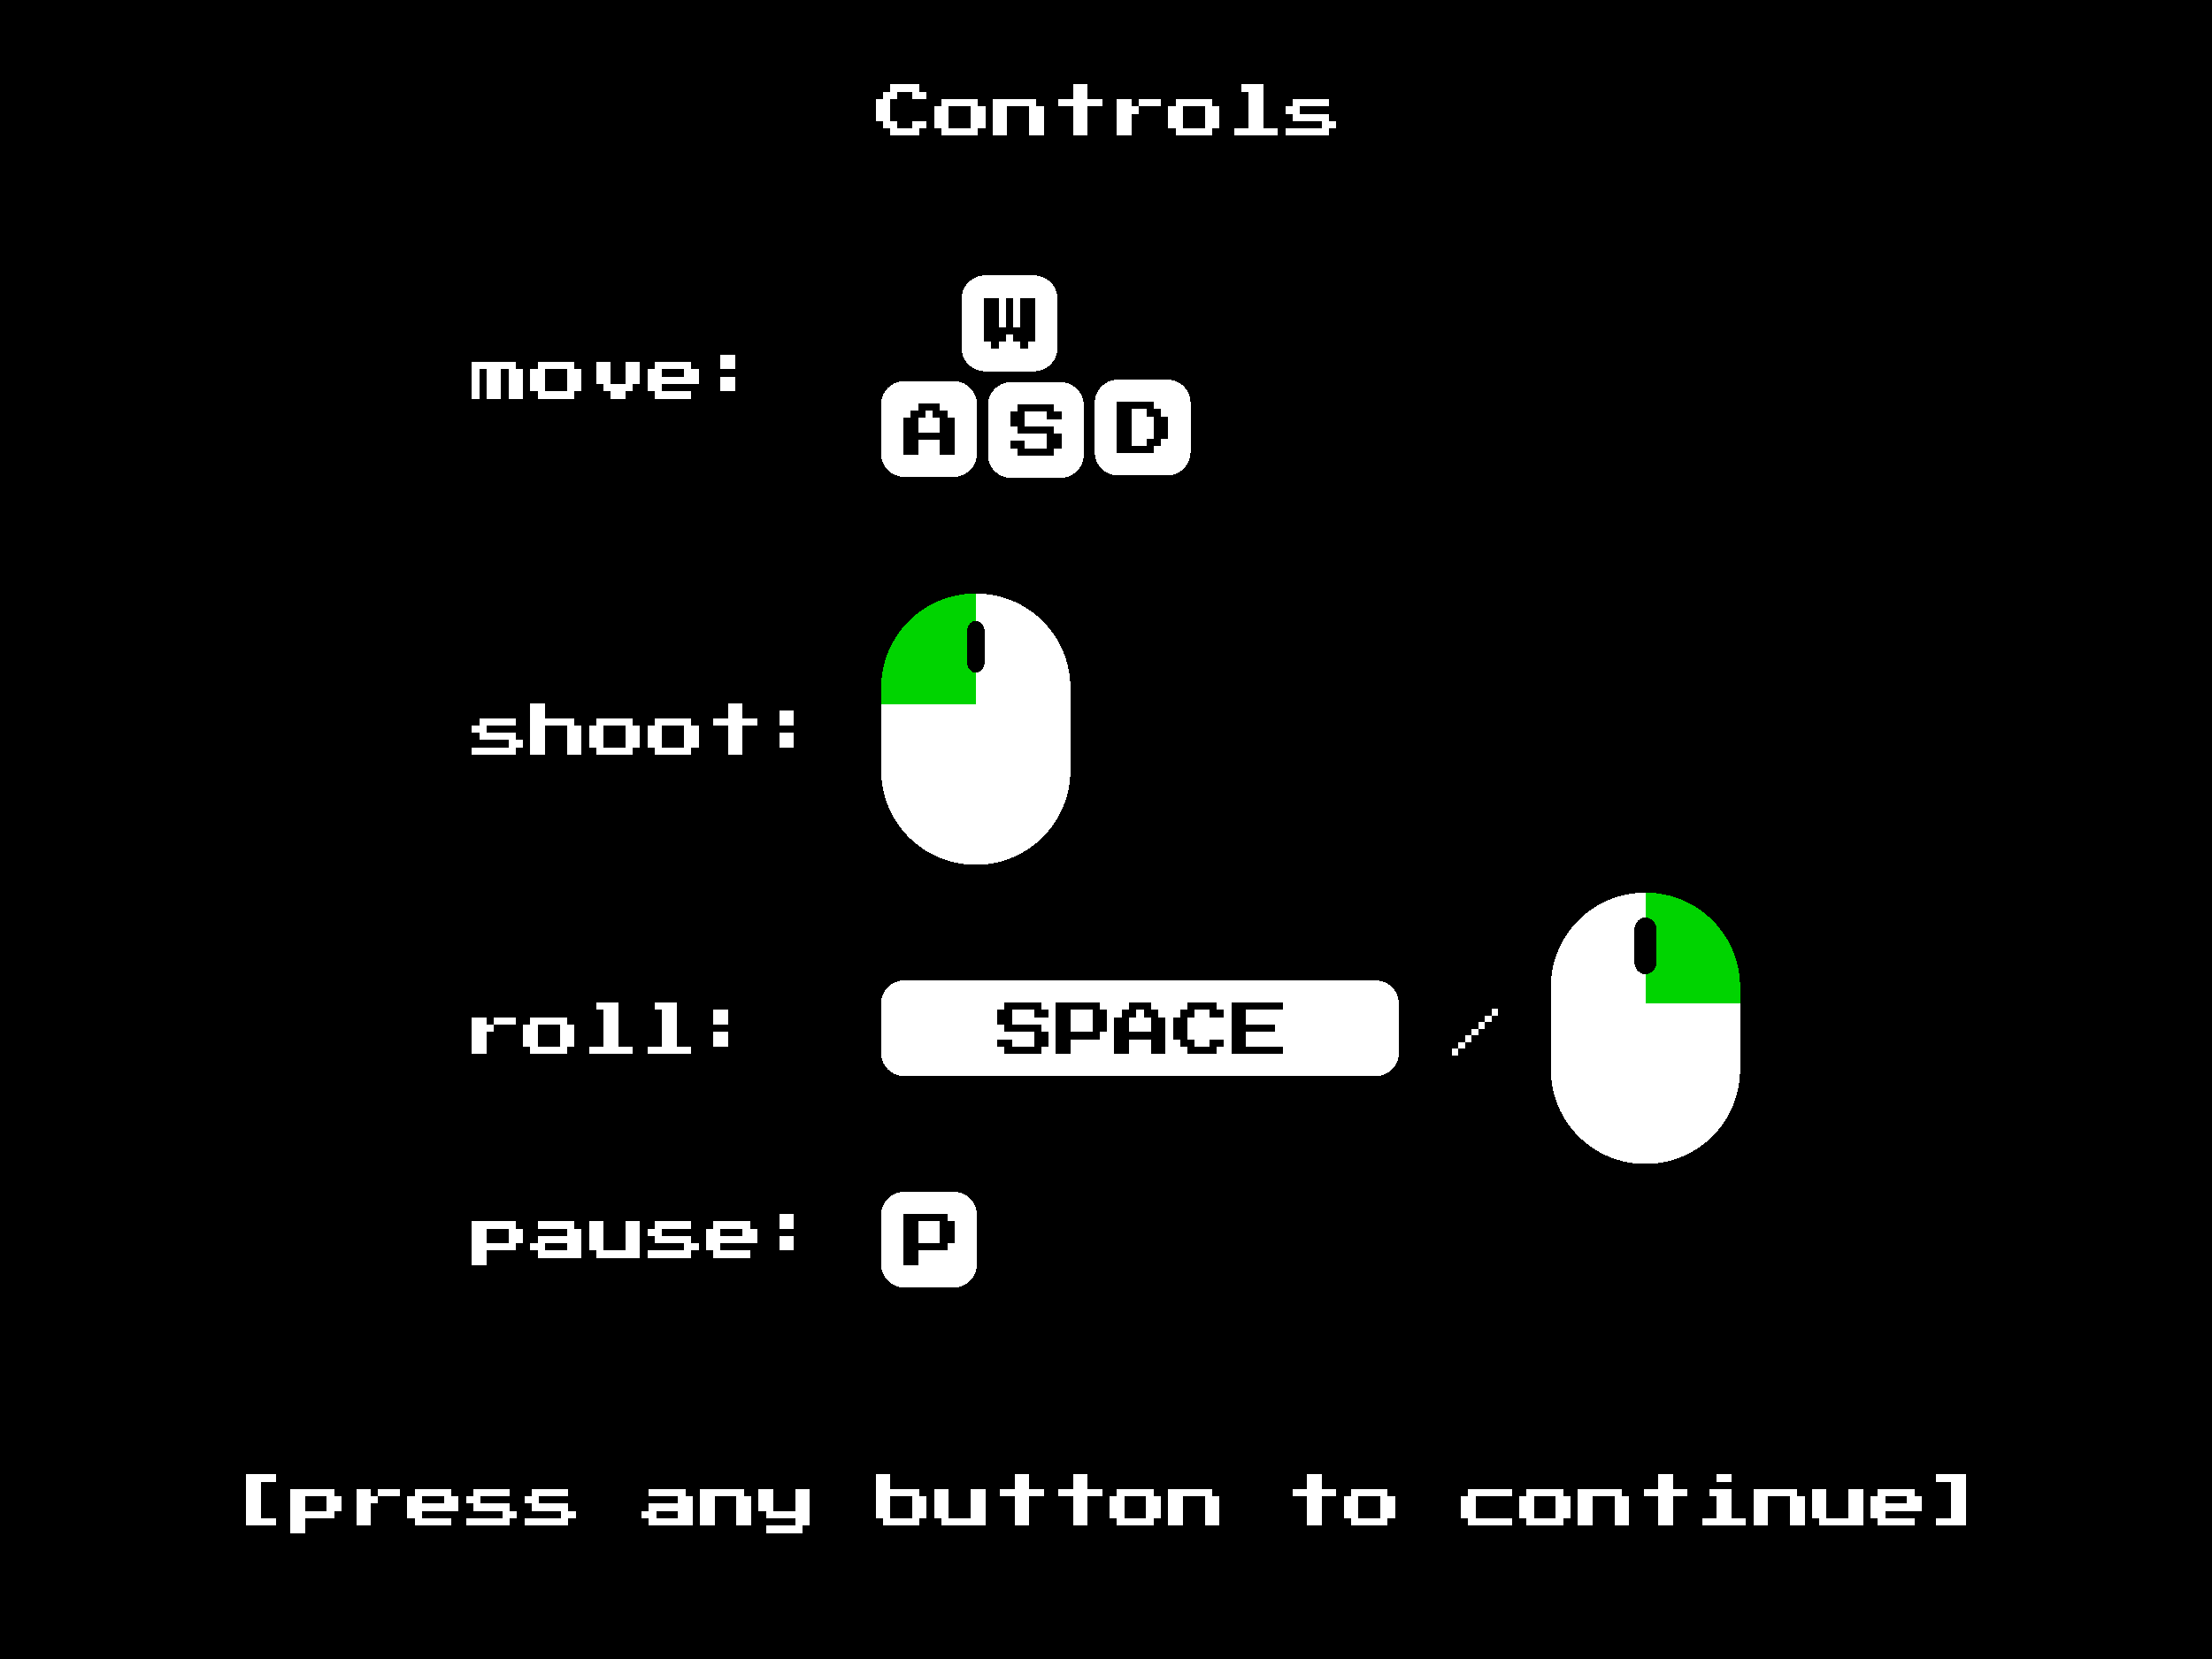 Controls
W
move:
A S D
shoot:
roll: SPACE /
pause: P
[press any button to continue]